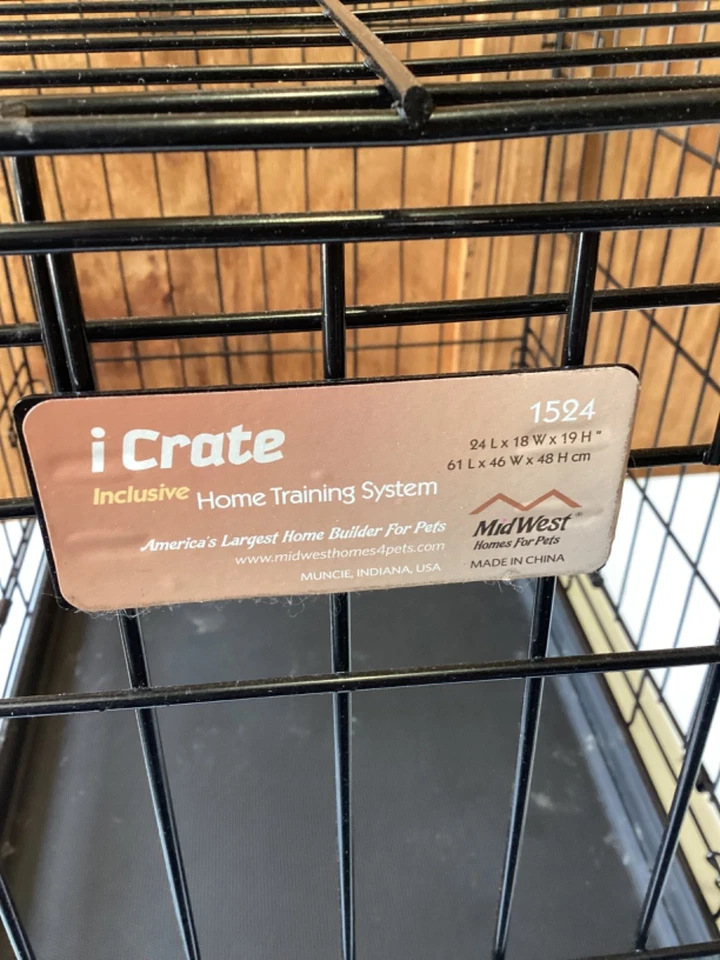 i Crate
Inclusive Home Training System
America's Largest Home Builder For Pets
www.midwesthomes4pets.com
MUNCIE, INDIANA, USA
1524
24 L x 18 W x 19 H "
61 L x 46 W x 48 H cm
MidWest ®
Homes For Pets
MADE IN CHINA